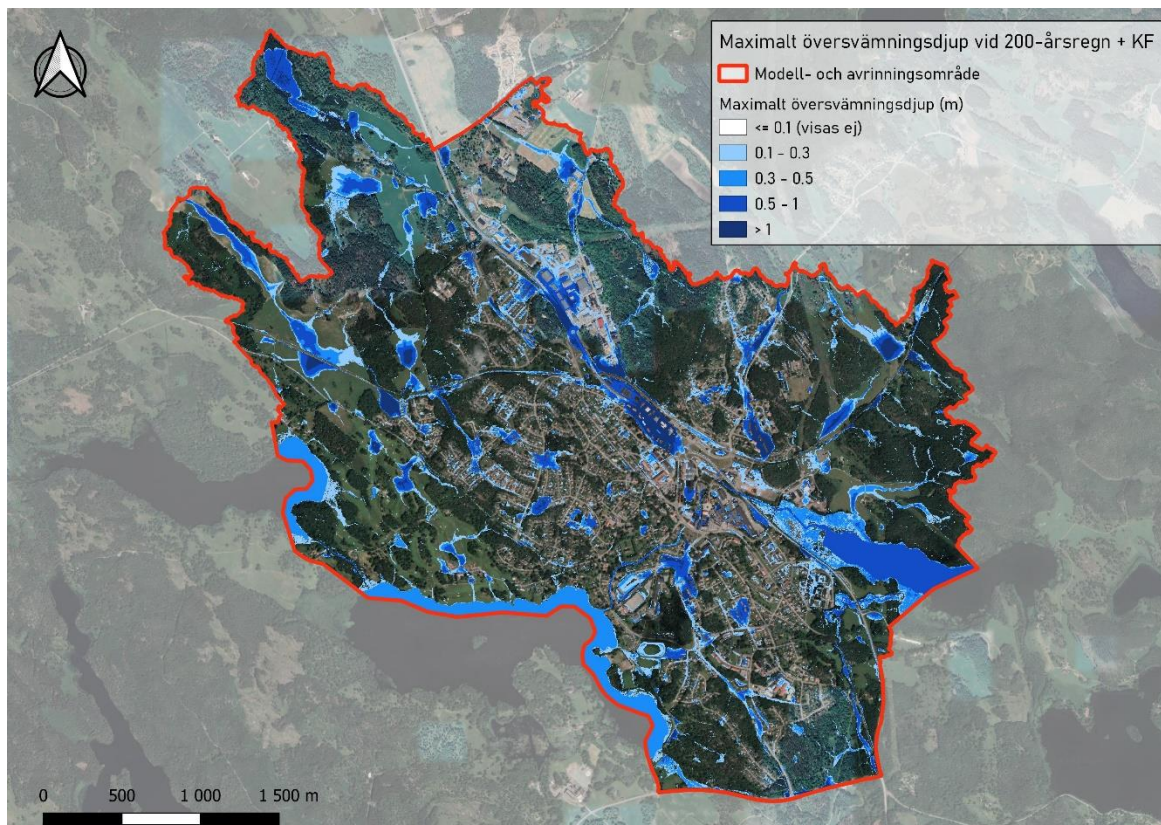 Maximalt översvämningsdjup vid 200-årsregn + KF
Modell- och avrinningsområde
Maximalt översvämningsdjup (m)
<= 0.1 (visas ej)
0.1 - 0.3
0.3 - 0.5
0.5 - 1
> 1
0 500 1 000 1 500 m